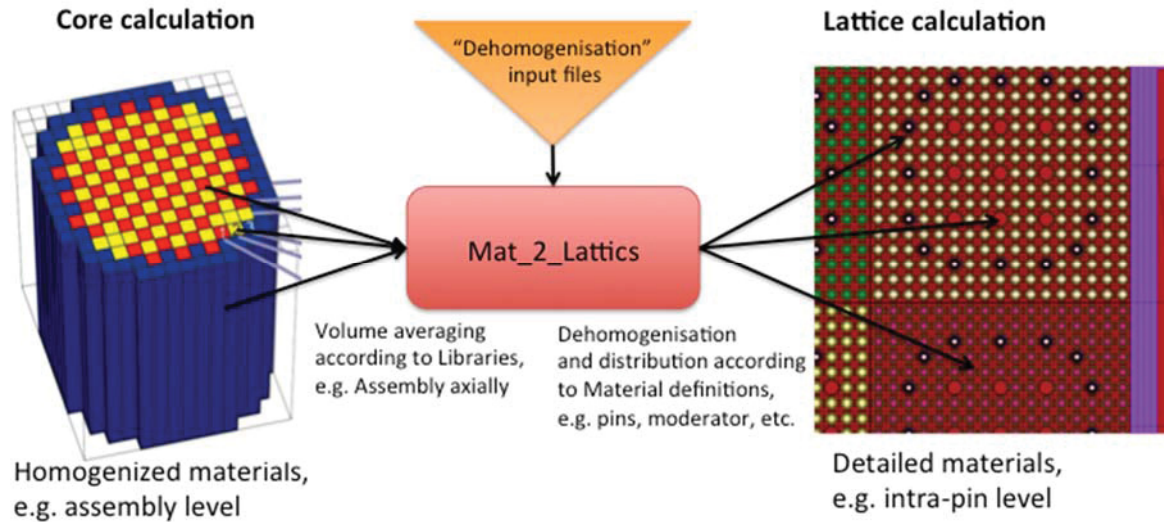 Core calculation
"Dehomogenisation"
input files
Lattice calculation
Mat_2_Lattics
Volume averaging
according to Libraries,
e.g. Assembly axially
Dehomogenisation
and distribution according
to Material definitions,
e.g. pins, moderator, etc.
Homogenized materials,
e.g. assembly level
Detailed materials,
e.g. intra-pin level